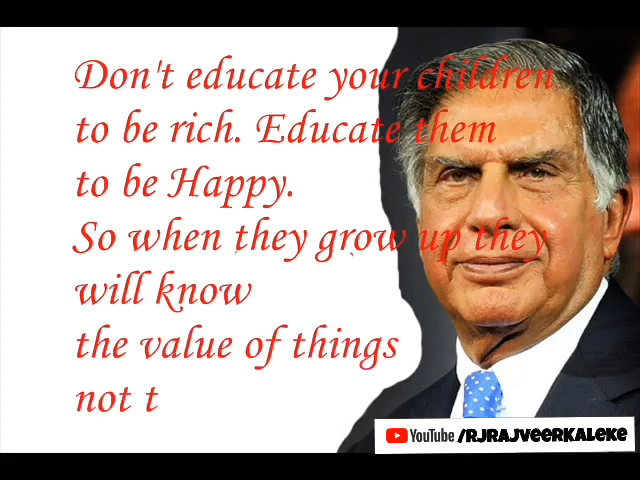 Don't educate your children
to be rich. Educate them
to be Happy.
So when they grow up they
will know
the value of things
not t
YouTube /RJRAJVEERKALEKE